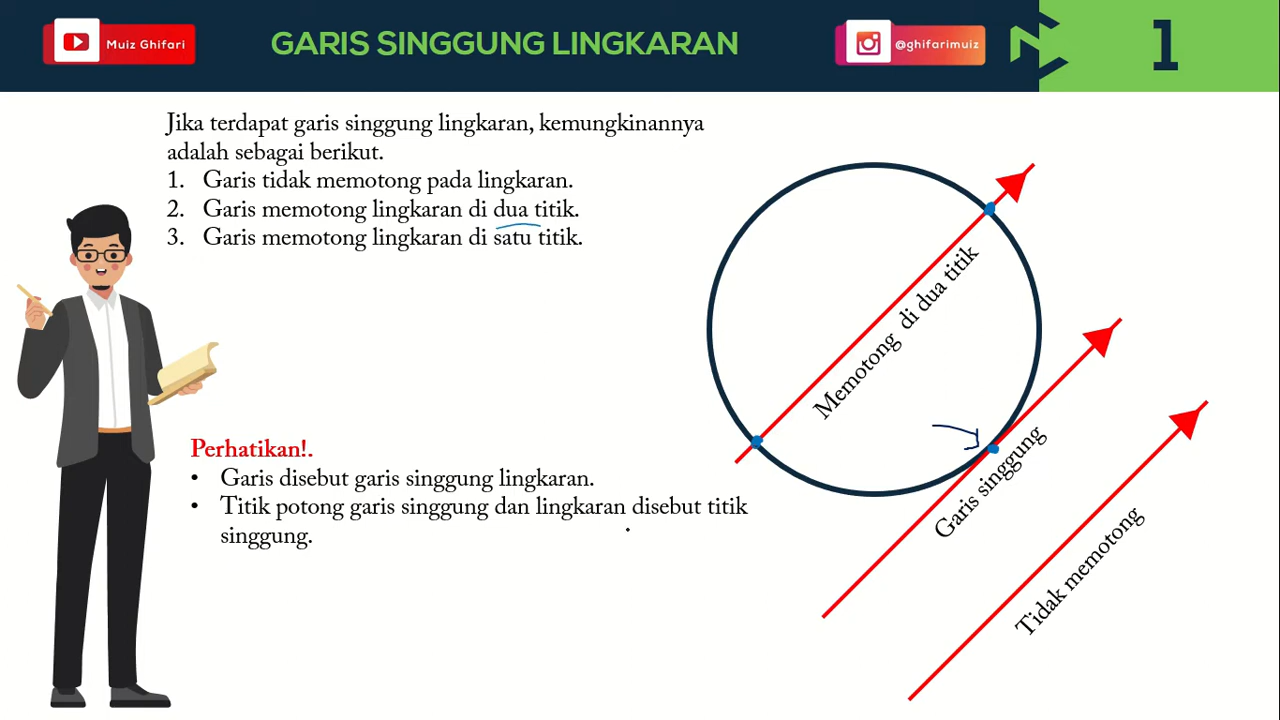 Muiz Ghifari
GARIS SINGGUNG LINGKARAN
@ghifarimuiz
1
Jika terdapat garis singgung lingkaran, kemungkinannya
adalah sebagai berikut.
1. Garis tidak memotong pada lingkaran.
2. Garis memotong lingkaran di dua titik.
3. Garis memotong lingkaran di satu titik.
Memotong di dua titik
Garis singgung
Tidak memotong
Perhatikan!.
• Garis disebut garis singgung lingkaran.
• Titik potong garis singgung dan lingkaran disebut titik
singgung.